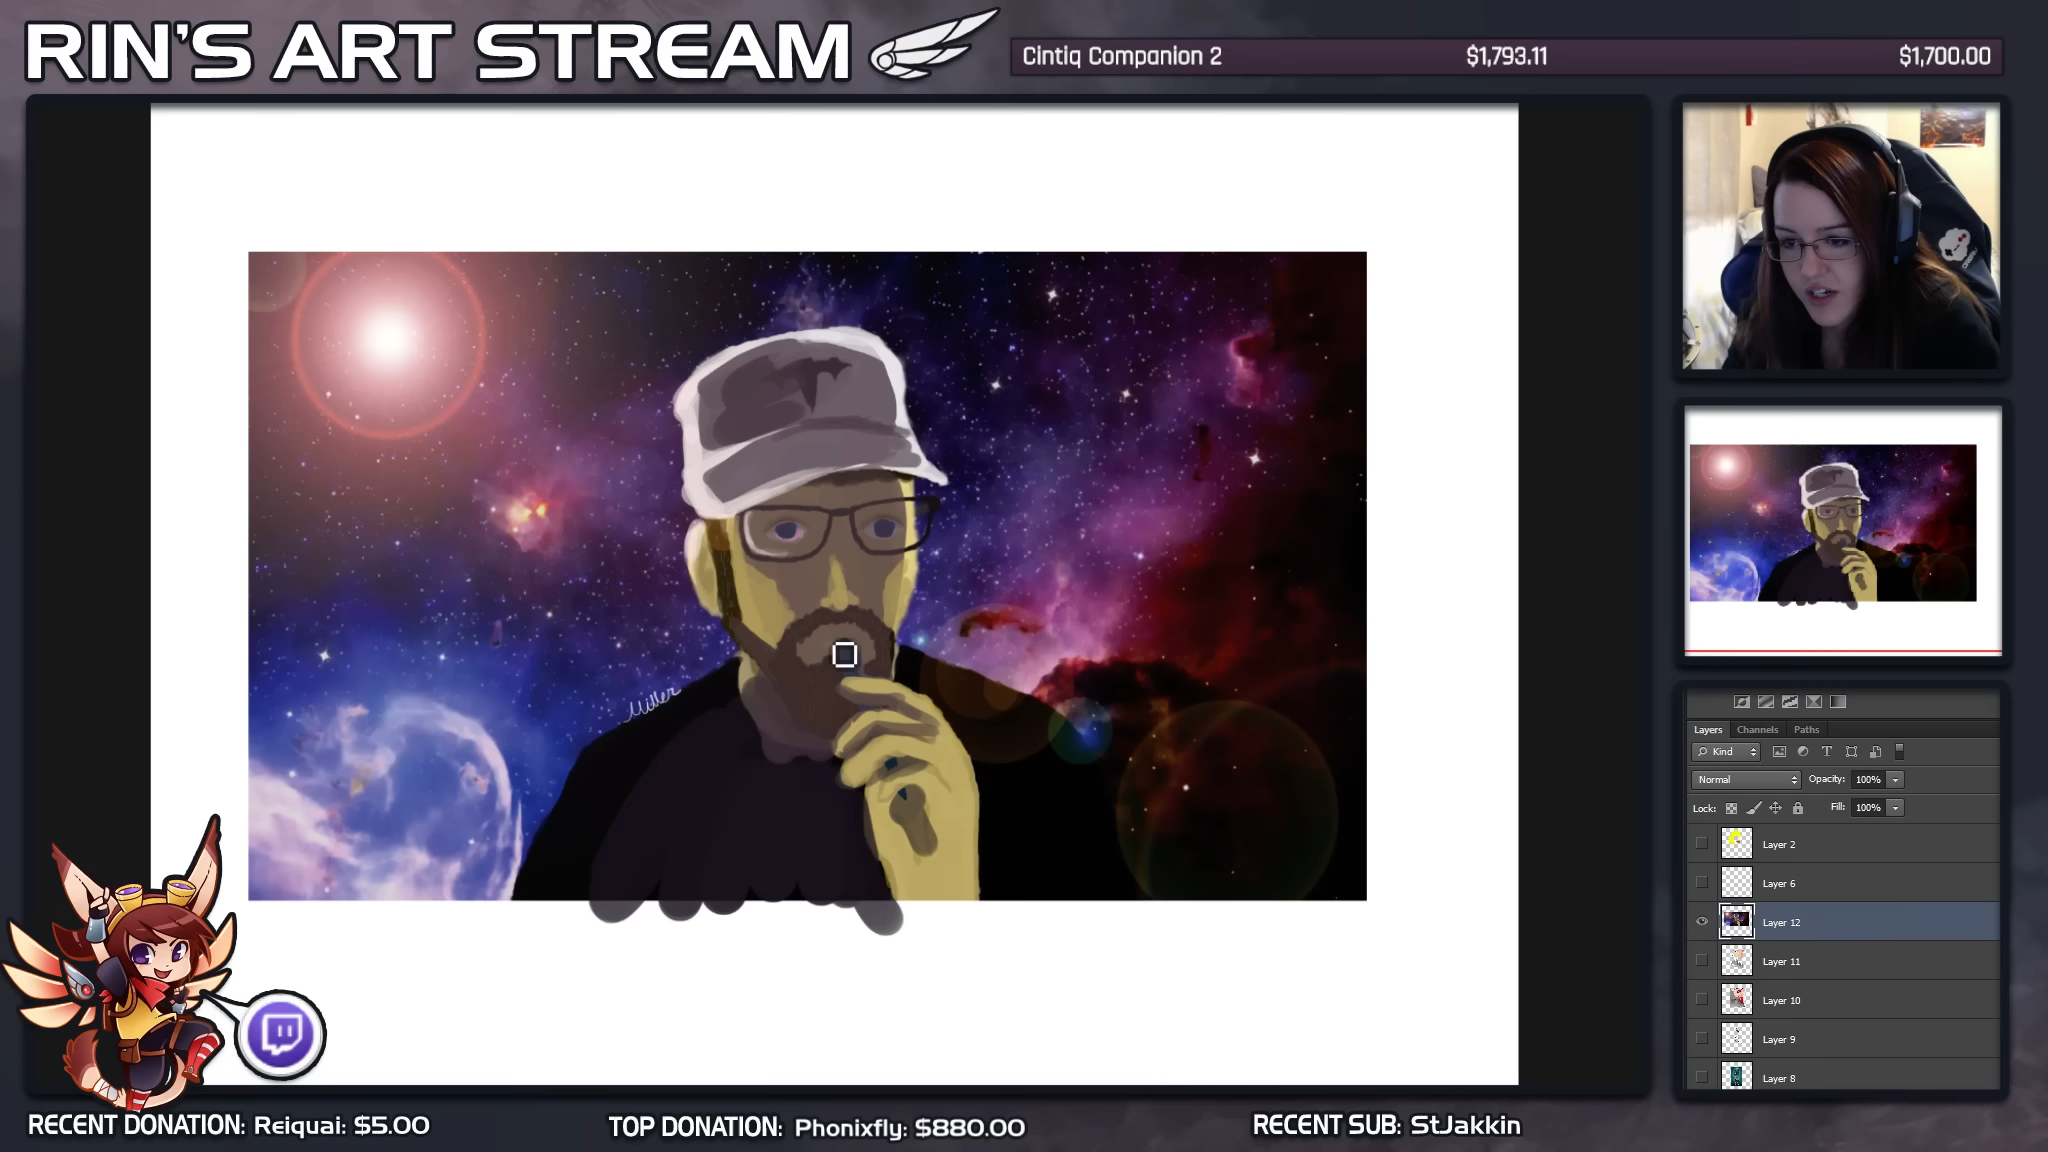 RIN'S ART STREAM
Cintiq Companion 2 $1,793.11 $1,700.00
Miller
Layers Channels Paths
Kind
Normal Opacity: 100%
Lock: Fill: 100%
Layer 2
Layer 6
Layer 12
Layer 11
Layer 10
Layer 9
Layer 8
RECENT DONATION: Reiquai: $5.00
TOP DONATION: Phonixfly: $880.00
RECENT SUB: StJakkin